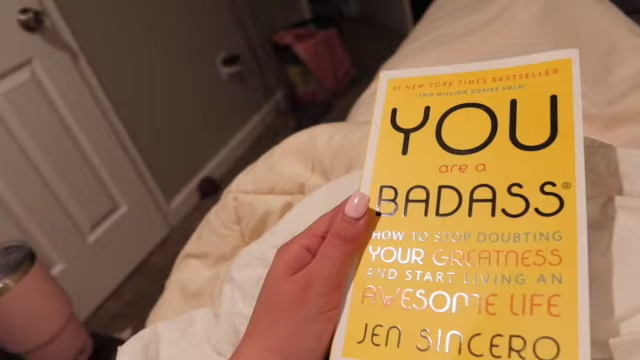 #1 NEW YORK TIMES BESTSELLER
TWO MILLION COPIES SOLD!
YOU
are a
BADASS®
HOW TO STOP DOUBTING
YOUR GREATNESS
AND START LIVING AN
AWESOME LIFE
JEN SINCERO